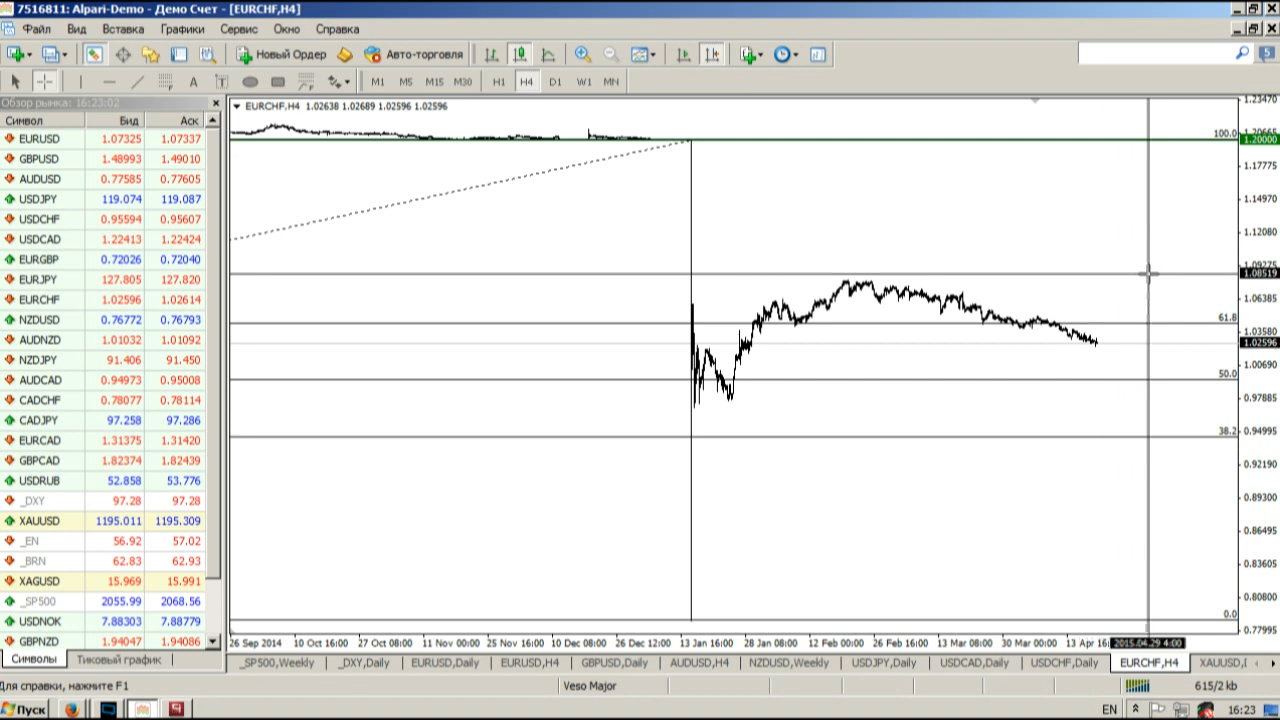 7516811: Alpari-Demo - Демо Счет - [EURCHF,H4]
Файл Вид Вставка Графики Сервис Окно Справка
Новый Ордер Авто-торговля 5
A T M1 M5 M15 M30 H1 H4 D1 W1 MN
Обзор рынка: 16:23:02
Символ Бид Аск
EURUSD 1.07325 1.07337
GBPUSD 1.48993 1.49010
AUDUSD 0.77585 0.77605
USDJPY 119.074 119.087
USDCHF 0.95594 0.95607
USDCAD 1.22413 1.22424
EURGBP 0.72026 0.72040
EURJPY 127.805 127.820
EURCHF 1.02596 1.02614
NZDUSD 0.76772 0.76793
AUDNZD 1.01032 1.01092
NZDJPY 91.406 91.450
AUDCAD 0.94973 0.95008
CADCHF 0.78077 0.78114
CADJPY 97.258 97.286
EURCAD 1.31375 1.31420
GBPCAD 1.82374 1.82439
USDRUB 52.858 53.776
_DXY 97.28 97.28
XAUUSD 1195.011 1195.309
_EN 56.92 57.02
_BRN 62.83 62.93
XAGUSD 15.969 15.991
_SP500 2055.99 2068.56
USDNOK 7.88303 7.88779
GBPNZD 1.94047 1.94086
Символы Тиковый график
EURCHF,H4 1.02638 1.02689 1.02596 1.02596
1.23470
100.0
1.20000
1.17775
1.14970
1.12080
1.08519
1.06385
61.8
1.03580
1.02596
1.00690
50.0
0.97885
0.94995
38.2
0.92190
0.89300
0.86495
0.83605
0.80800
0.0
0.77995
26 Sep 2014 10 Oct 16:00 27 Oct 08:00 11 Nov 00:00 25 Nov 16:00 10 Dec 08:00 26 Dec 12:00 13 Jan 16:00 28 Jan 08:00 12 Feb 00:00 26 Feb 16:00 13 Mar 08:00 30 Mar 00:00 13 Apr 2015.04.29 4:00
_SP500,Weekly _DXY,Daily EURUSD,Daily EURUSD,H4 GBPUSD,Daily AUDUSD,H4 NZDUSD,Weekly USDJPY,Daily USDCAD,Daily USDCHF,Daily EURCHF,H4
Для справки, нажмите F1 Veso Major 615/2 kb
Пуск EN 16:23